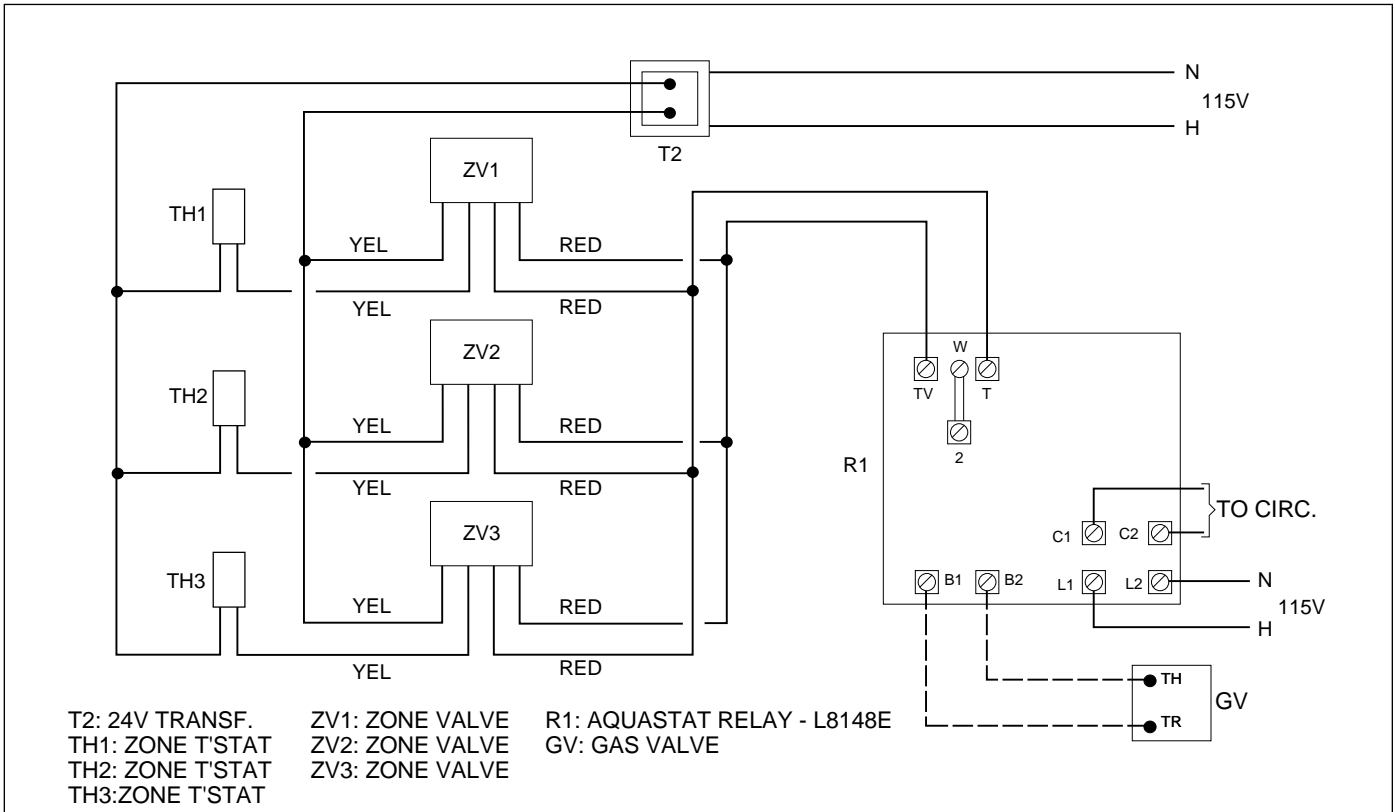 N
115V
H
T2
ZV1
TH1
YEL
RED
YEL
RED
ZV2
TH2
YEL
RED
YEL
RED
ZV3
TH3
YEL
RED
YEL
RED
W
TV
T
2
R1
C1
C2
TO CIRC.
B1
B2
L1
L2
N
115V
H
TH
TR
GV
T2: 24V TRANSF.
TH1: ZONE T'STAT
TH2: ZONE T'STAT
TH3:ZONE T'STAT
ZV1: ZONE VALVE
ZV2: ZONE VALVE
ZV3: ZONE VALVE
R1: AQUASTAT RELAY - L8148E
GV: GAS VALVE